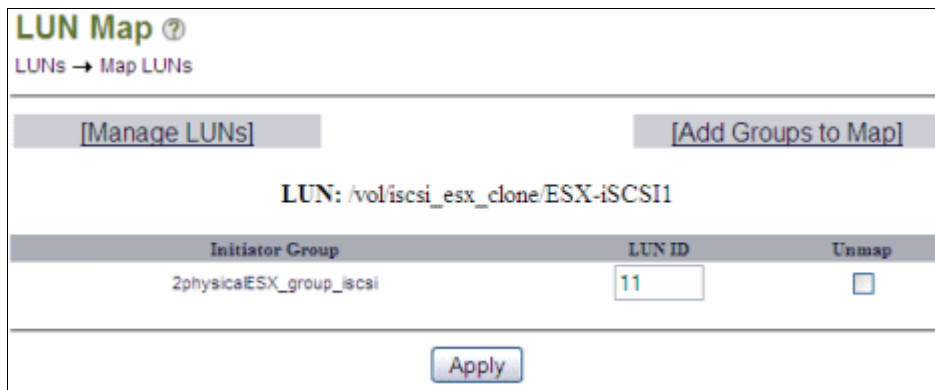 LUN Map ?
LUNs → Map LUNs
[Manage LUNs] [Add Groups to Map]
LUN: /vol/iscsi_esx_clone/ESX-iSCSI1
Initiator Group LUN ID Unmap
2physicalESX_group_iscsi 11
Apply